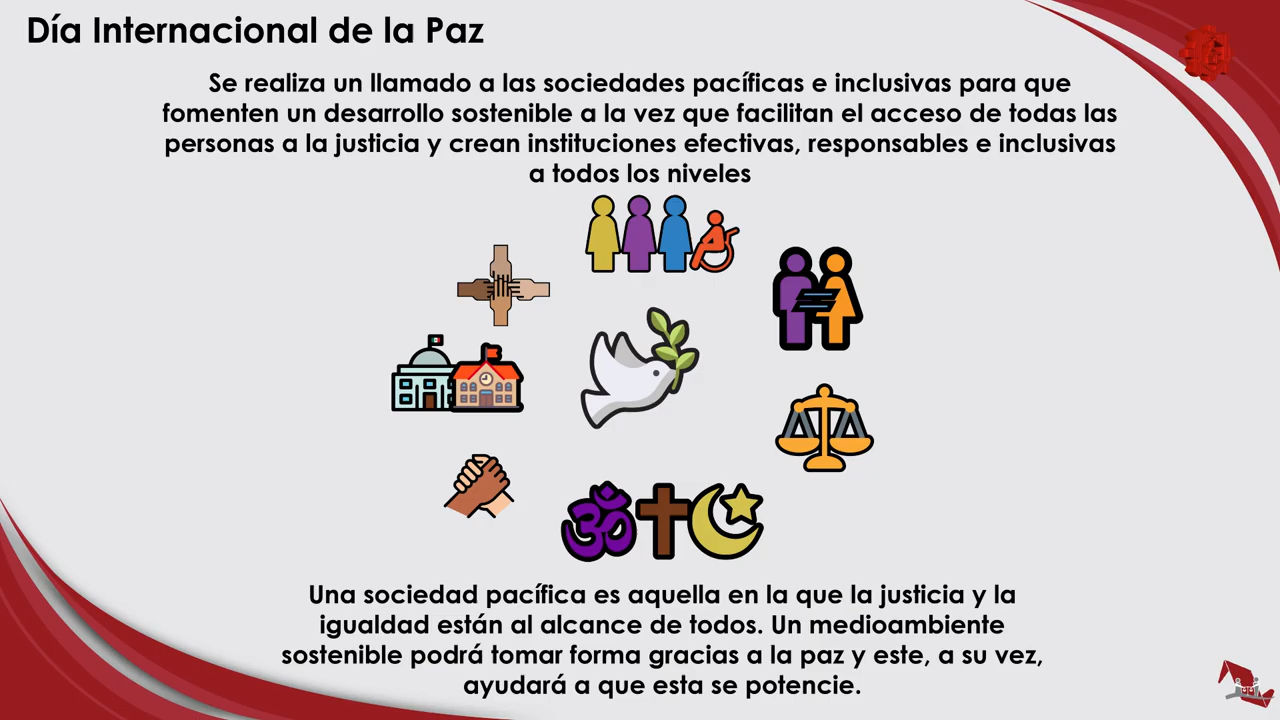 Día Internacional de la Paz
Se realiza un llamado a las sociedades pacíficas e inclusivas para que
fomenten un desarrollo sostenible a la vez que facilitan el acceso de todas las
personas a la justicia y crean instituciones efectivas, responsables e inclusivas
a todos los niveles
Una sociedad pacífica es aquella en la que la justicia y la
igualdad están al alcance de todos. Un medioambiente
sostenible podrá tomar forma gracias a la paz y este, a su vez,
ayudará a que esta se potencie.